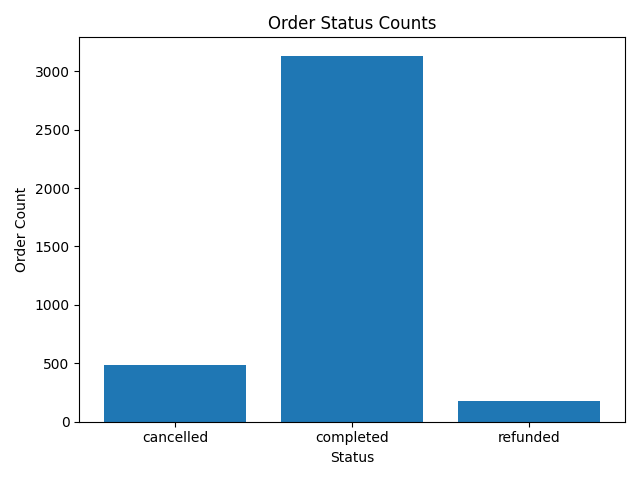 Order Status Counts
3000
2500
2000
1500
1000
500
0
Order Count
cancelled completed refunded
Status